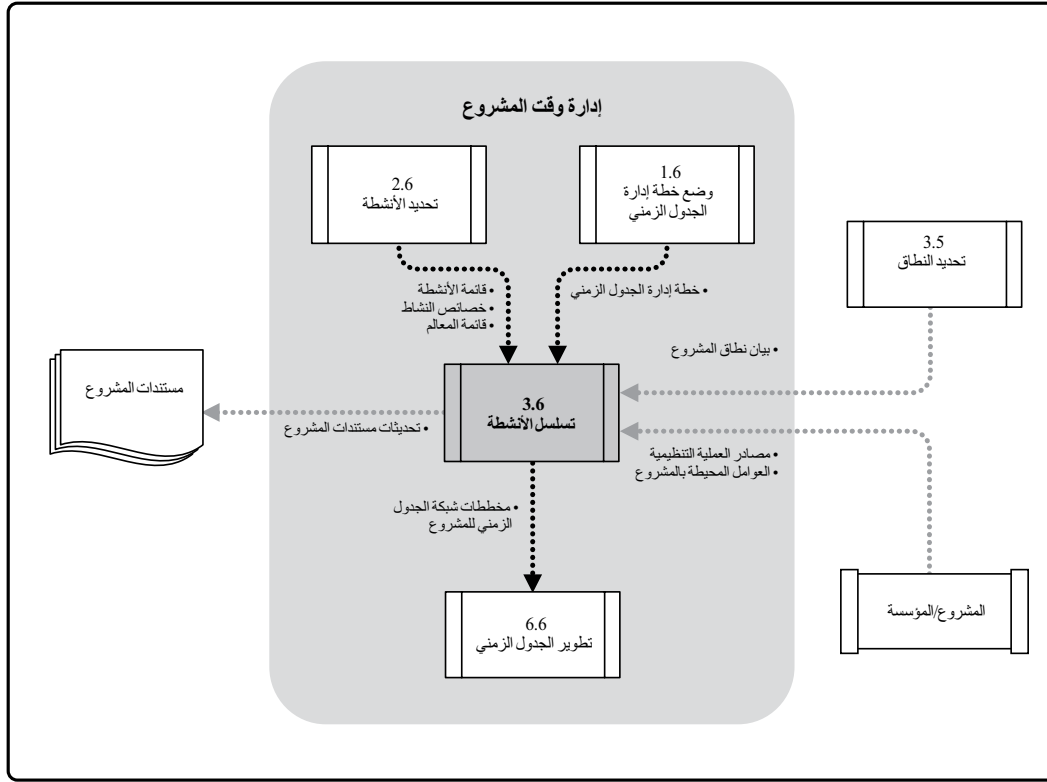 إدارة وقت المشروع
1.6
وضع خطة إدارة
الجدول الزمني
2.6
تحديد الأنشطة
3.5
تحديد النطاق
• خطة إدارة الجدول الزمني
• قائمة الأنشطة
• خصائص النشاط
• قائمة المعالم
• بيان نطاق المشروع
3.6
تسلسل الأنشطة
مستندات المشروع
• تحديثات مستندات المشروع
• مصادر العملية التنظيمية
• العوامل المحيطة بالمشروع
• مخططات شبكة الجدول
الزمني للمشروع
المشروع/المؤسسة
6.6
تطوير الجدول الزمني